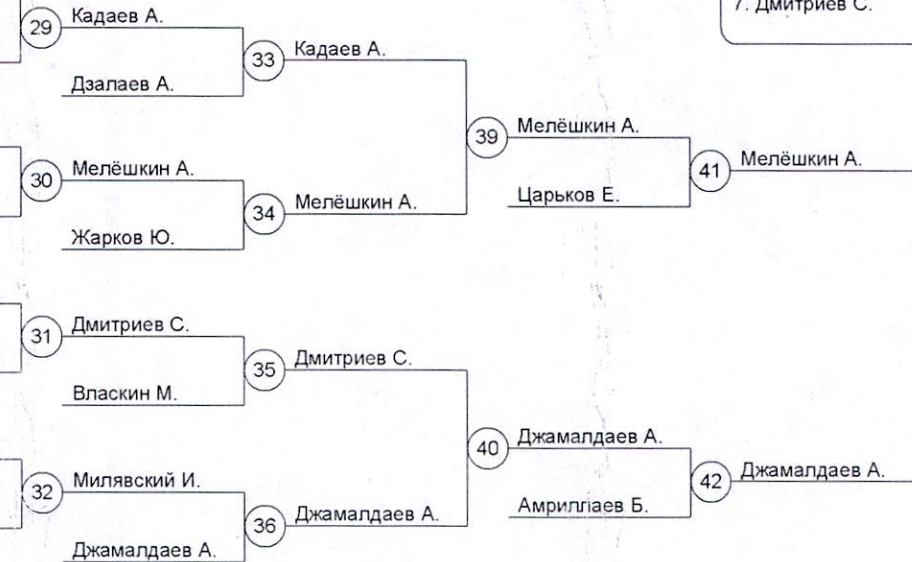 7. Дмитриев С.
29 Кадаев А.
Дзалаев А.
33 Кадаев А.
30 Мелёшкин А.
Жарков Ю.
34 Мелёшкин А.
39 Мелёшкин А.
Царьков Е.
41 Мелёшкин А.
31 Дмитриев С.
Власкин М.
35 Дмитриев С.
32 Милявский И.
Джамалдаев А.
36 Джамалдаев А.
40 Джамалдаев А.
Амриллаев Б.
42 Джамалдаев А.